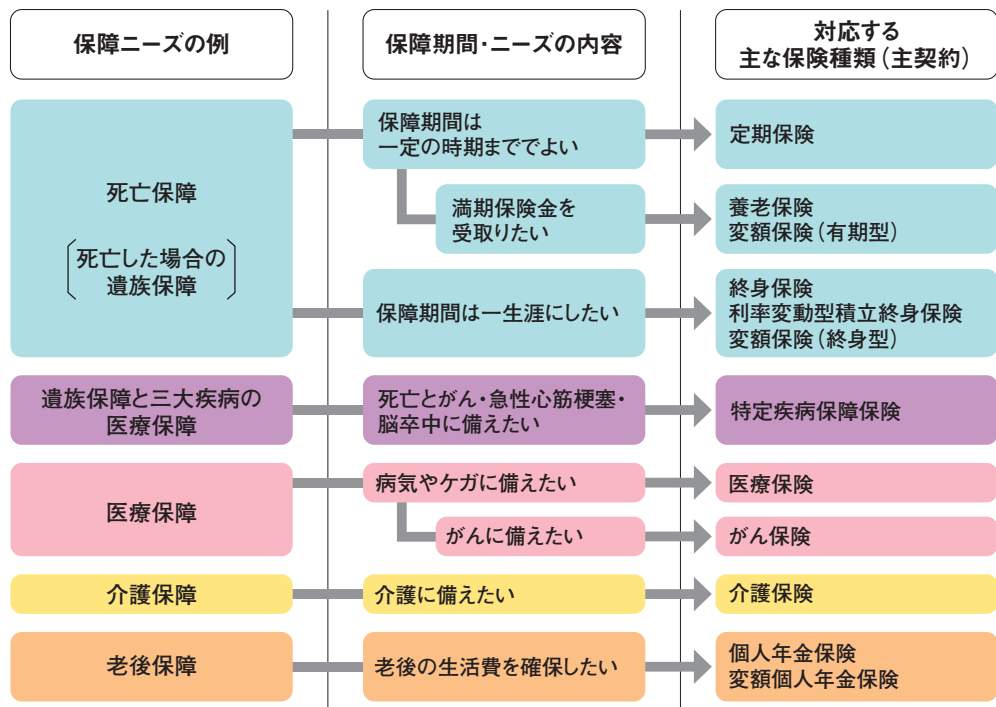 保障ニーズの例
保障期間・ニーズの内容
対応する
主な保険種類(主契約)
死亡保障
死亡した場合の
遺族保障
保障期間は
一定の時期まででよい
定期保険
満期保険金を
受取りたい
養老保険
変額保険(有期型)
保障期間は一生涯にしたい
終身保険
利率変動型積立終身保険
変額保険(終身型)
遺族保障と三大疾病の
医療保障
死亡とがん・急性心筋梗塞・
脳卒中に備えたい
特定疾病保障保険
医療保障
病気やケガに備えたい
医療保険
がんに備えたい
がん保険
介護保障
介護に備えたい
介護保険
老後保障
老後の生活費を確保したい
個人年金保険
変額個人年金保険